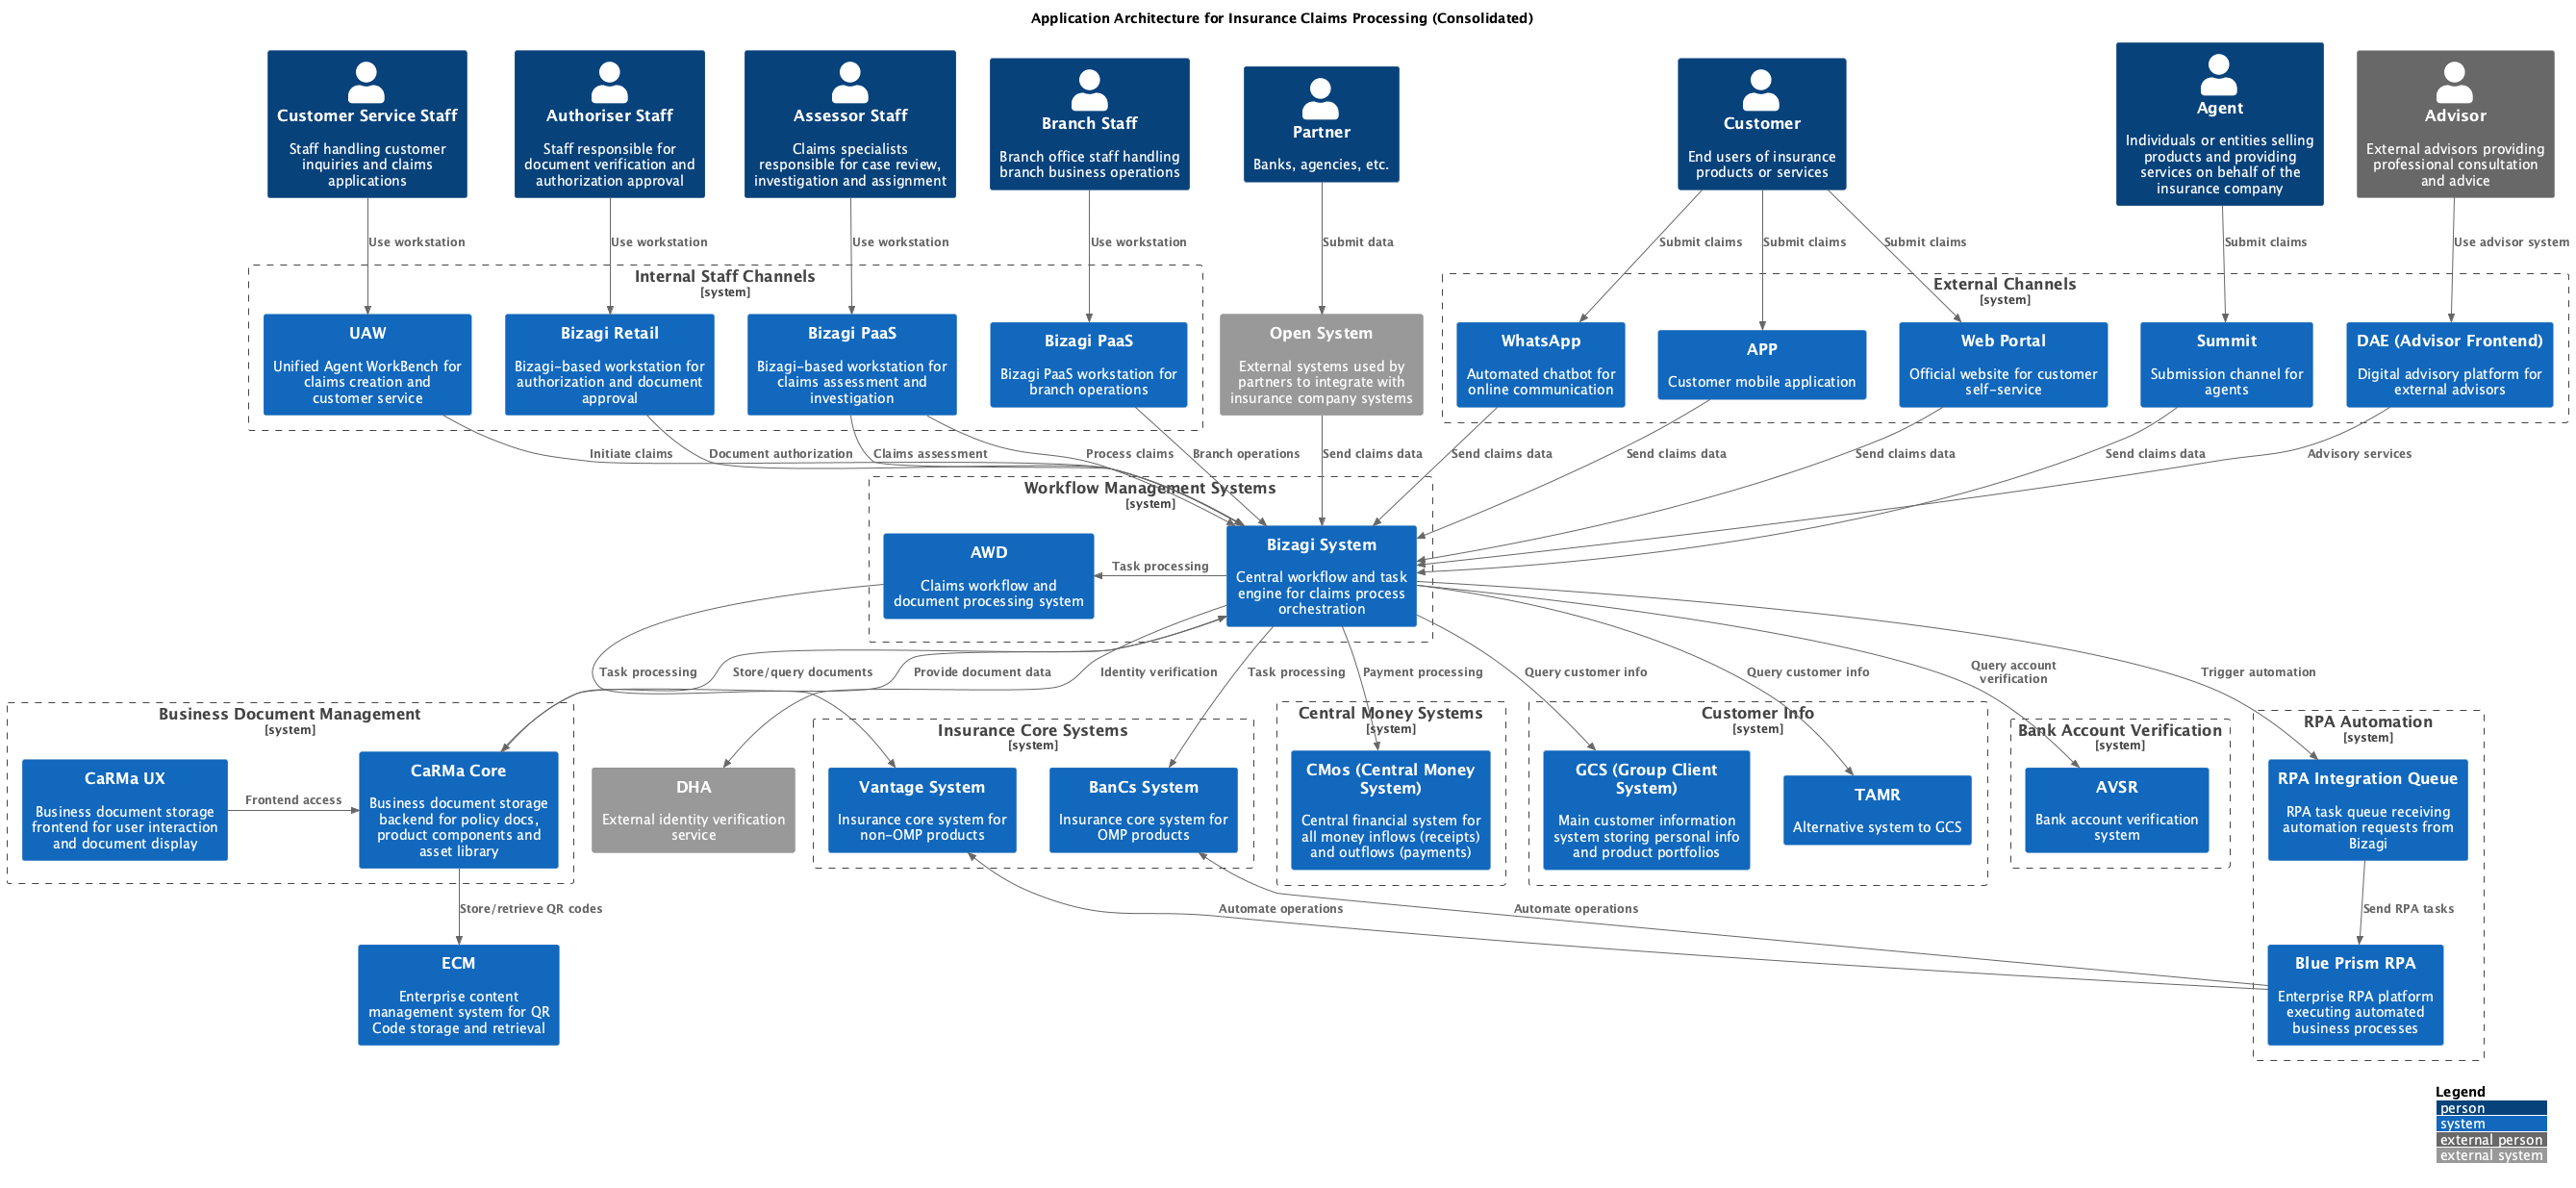 Application Architecture for Insurance Claims Processing (Consolidated)
Customer Service Staff
Staff handling customer
inquiries and claims
applications
Authoriser Staff
Staff responsible for
document verification and
authorization approval
Assessor Staff
Claims specialists
responsible for case review,
investigation and assignment
Branch Staff
Branch office staff handling
branch business operations
Partner
Banks, agencies, etc.
Customer
End users of insurance
products or services
Agent
Individuals or entities selling
products and providing
services on behalf of the
insurance company
Advisor
External advisors providing
professional consultation
and advice
Use workstation
Use workstation
Use workstation
Use workstation
Submit data
Submit claims
Submit claims
Submit claims
Submit claims
Use advisor system
Internal Staff Channels
[system]
UAW
Unified Agent WorkBench for
claims creation and
customer service
Bizagi Retail
Bizagi-based workstation for
authorization and document
approval
Bizagi PaaS
Bizagi-based workstation for
claims assessment and
investigation
Bizagi PaaS
Bizagi PaaS workstation for
branch operations
Open System
External systems used by
partners to integrate with
insurance company systems
External Channels
[system]
WhatsApp
Automated chatbot for
online communication
APP
Customer mobile application
Web Portal
Official website for customer
self-service
Summit
Submission channel for
agents
DAE (Advisor Frontend)
Digital advisory platform for
external advisors
Initiate claims
Document authorization
Claims assessment
Process claims
Branch operations
Send claims data
Send claims data
Send claims data
Send claims data
Send claims data
Advisory services
Workflow Management Systems
[system]
AWD
Claims workflow and
document processing system
Task processing
Bizagi System
Central workflow and task
engine for claims process
orchestration
Task processing
Store/query documents
Provide document data
Identity verification
Task processing
Payment processing
Query customer info
Query customer info
Query account
verification
Trigger automation
Business Document Management
[system]
CaRMa UX
Business document storage
frontend for user interaction
and document display
Frontend access
CaRMa Core
Business document storage
backend for policy docs,
product components and
asset library
DHA
External identity verification
service
Insurance Core Systems
[system]
Vantage System
Insurance core system for
non-OMP products
BanCs System
Insurance core system for
OMP products
Central Money Systems
[system]
CMos (Central Money
System)
Central financial system for
all money inflows (receipts)
and outflows (payments)
Customer Info
[system]
GCS (Group Client
System)
Main customer information
system storing personal info
and product portfolios
TAMR
Alternative system to GCS
Bank Account Verification
[system]
AVSR
Bank account verification
system
RPA Automation
[system]
RPA Integration Queue
RPA task queue receiving
automation requests from
Bizagi
Store/retrieve QR codes
Automate operations
Automate operations
Send RPA tasks
ECM
Enterprise content
management system for QR
Code storage and retrieval
Blue Prism RPA
Enterprise RPA platform
executing automated
business processes
Legend
person
system
external person
external system